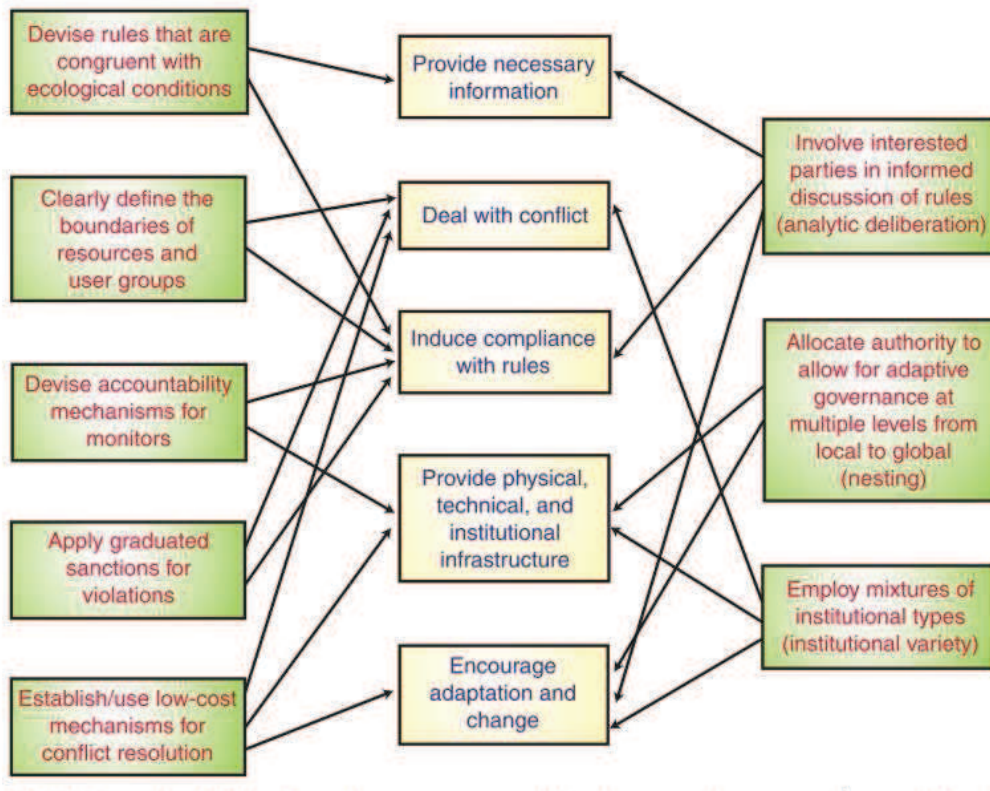 Devise rules that are
congruent with
ecological conditions
Clearly define the
boundaries of
resources and
user groups
Devise accountability
mechanisms for
monitors
Apply graduated
sanctions for
violations
Establish/use low-cost
mechanisms for
conflict resolution
Provide necessary
information
Deal with conflict
Induce compliance
with rules
Provide physical,
technical, and
institutional
infrastructure
Encourage
adaptation and
change
Involve interested
parties in informed
discussion of rules
(analytic deliberation)
Allocate authority to
allow for adaptive
governance at
multiple levels from
local to global
(nesting)
Employ mixtures of
institutional types
(institutional variety)